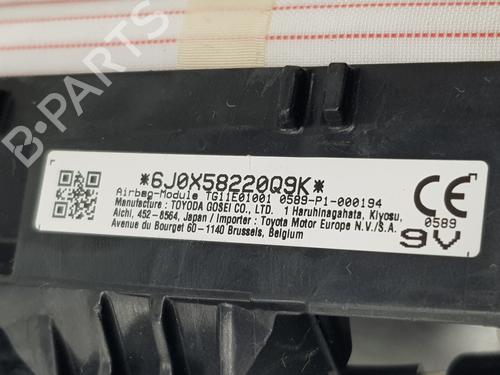 *6J0X58220Q9K*
Airbag-Module TG11E01001 0589-P1-000194
Manufacture : TOYODA GOSEI CO., LTD. 1 Haruhinagahata, Kiyosu,
Aichi, 452-8564, Japan / Importer : Toyota Motor Europe N.V./S.A.
Avenue du Bourget 60-1140 Brussels, Belgium
CE
0589
9V
B-PARTS